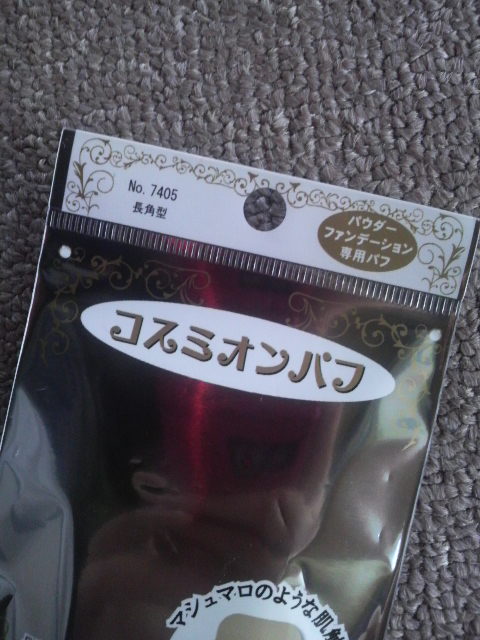 No. 7405
長角型
パウダー
ファンデーション
専用パフ
コスミオンパフ
マシュマロのような肌